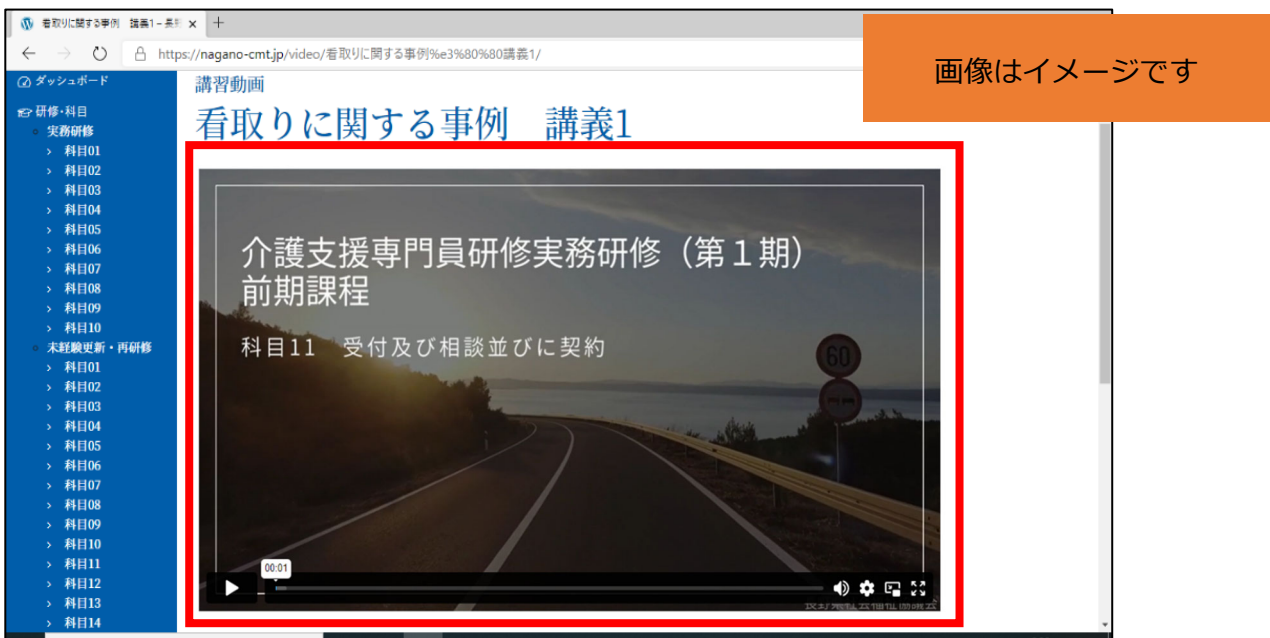 看取りに関する事例 講義1 – 長野
https://nagano-cmt.jp/video/看取りに関する事例%e3%80%80講義1/
画像はイメージです
ダッシュボード
研修・科目
実務研修
科目01
科目02
科目03
科目04
科目05
科目06
科目07
科目08
科目09
科目10
未経験更新・再研修
科目01
科目02
科目03
科目04
科目05
科目06
科目07
科目08
科目09
科目10
科目11
科目12
科目13
科目14
講習動画
看取りに関する事例　講義1
介護支援専門員研修実務研修（第１期）
前期課程
科目11　受付及び相談並びに契約
60
00:01
長野県社会福祉協議会